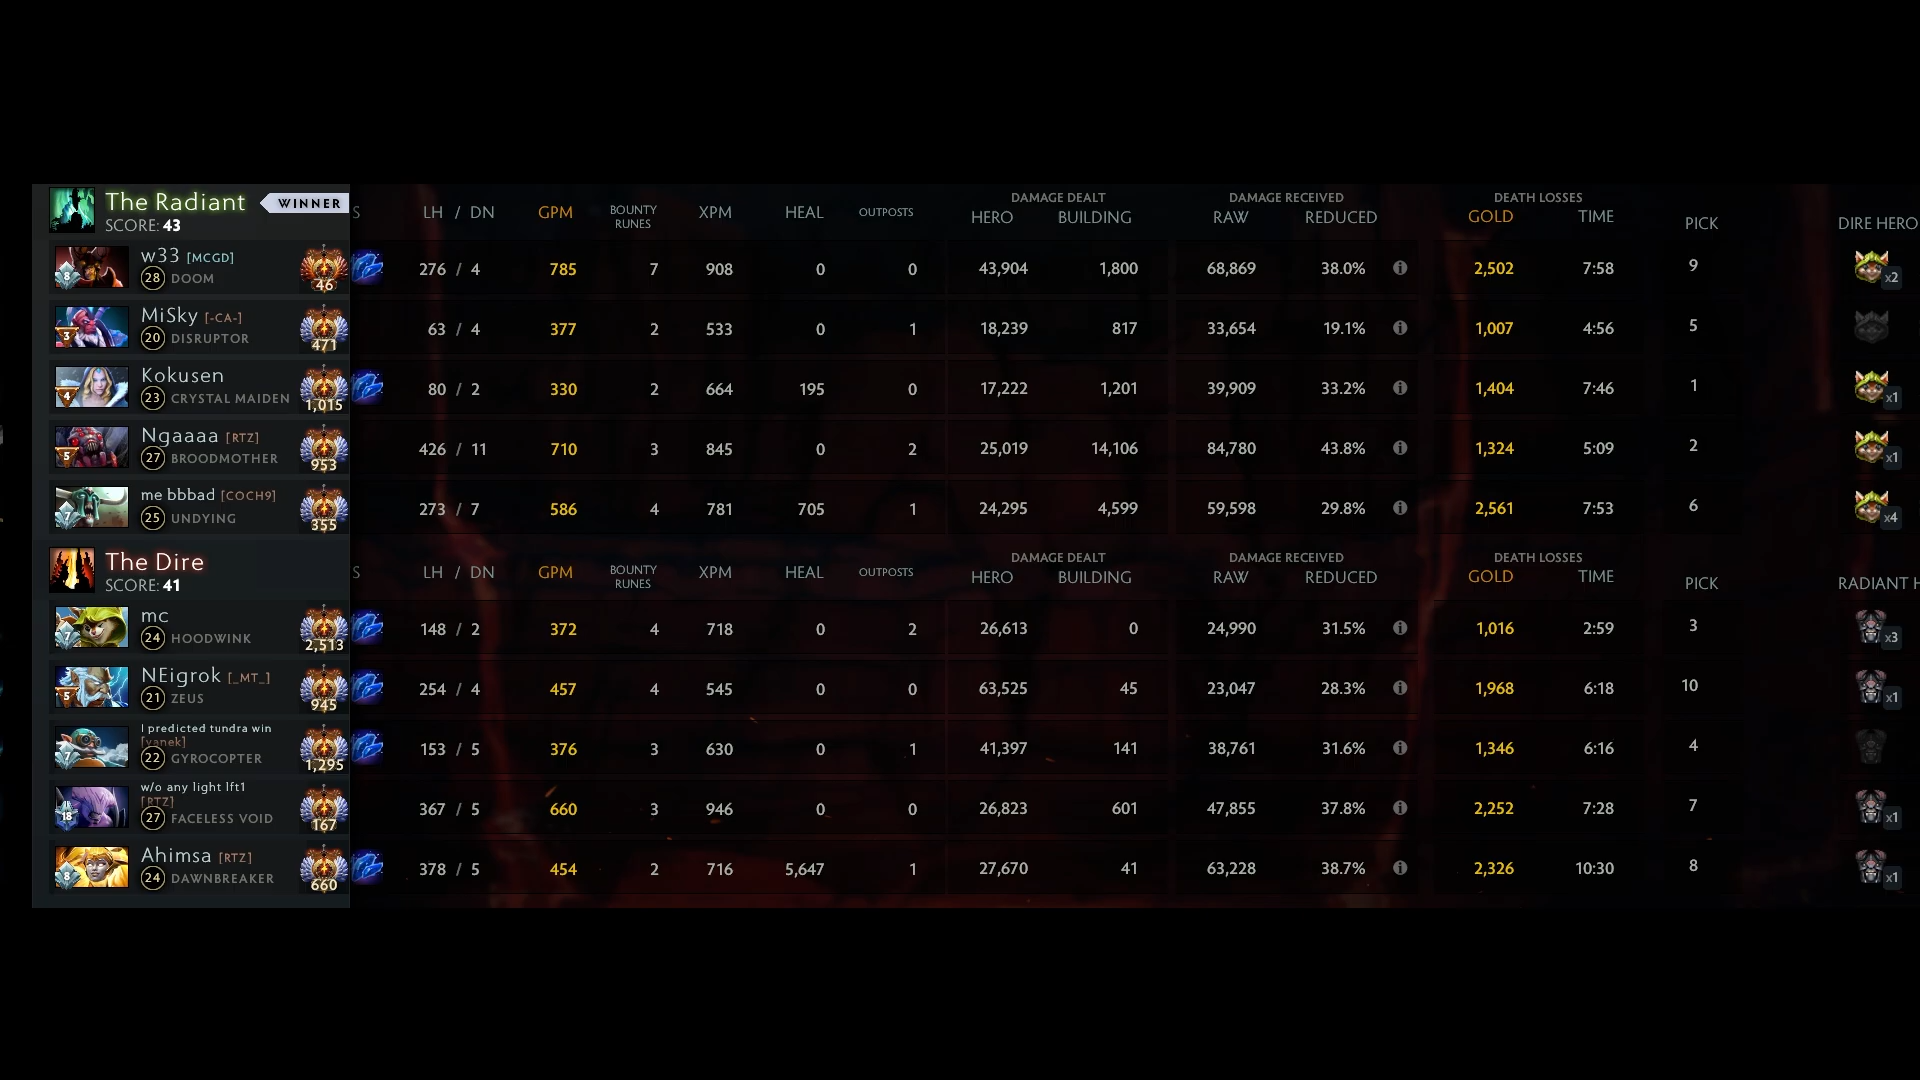 The Radiant WINNER
SCORE: 43
S LH / DN GPM BOUNTY RUNES XPM HEAL OUTPOSTS DAMAGE DEALT HERO BUILDING DAMAGE RECEIVED RAW REDUCED DEATH LOSSES GOLD TIME PICK DIRE HERO
8 w33 [MCGD] 28 DOOM 46 276 / 4 785 7 908 0 0 43,904 1,800 68,869 38.0% 2,502 7:58 9 x2
3 MiSky [-CA-] 20 DISRUPTOR 471 63 / 4 377 2 533 0 1 18,239 817 33,654 19.1% 1,007 4:56 5
4 Kokusen 23 CRYSTAL MAIDEN 1,015 80 / 2 330 2 664 195 0 17,222 1,201 39,909 33.2% 1,404 7:46 1 x1
5 Ngaaaa [RTZ] 27 BROODMOTHER 953 426 / 11 710 3 845 0 2 25,019 14,106 84,780 43.8% 1,324 5:09 2 x1
7 me bbbad [COCH9] 25 UNDYING 355 273 / 7 586 4 781 705 1 24,295 4,599 59,598 29.8% 2,561 7:53 6 x4
The Dire
SCORE: 41
S LH / DN GPM BOUNTY RUNES XPM HEAL OUTPOSTS DAMAGE DEALT HERO BUILDING DAMAGE RECEIVED RAW REDUCED DEATH LOSSES GOLD TIME PICK RADIANT H
7 mc 24 HOODWINK 2,513 148 / 2 372 4 718 0 2 26,613 0 24,990 31.5% 1,016 2:59 3 x3
5 NEigrok [_MT_] 21 ZEUS 945 254 / 4 457 4 545 0 0 63,525 45 23,047 28.3% 1,968 6:18 10 x1
7 I predicted tundra win [yanek] 22 GYROCOPTER 1,295 153 / 5 376 3 630 0 1 41,397 141 38,761 31.6% 1,346 6:16 4
18 w/o any light lft1 [RTZ] 27 FACELESS VOID 167 367 / 5 660 3 946 0 0 26,823 601 47,855 37.8% 2,252 7:28 7 x1
8 Ahimsa [RTZ] 24 DAWNBREAKER 660 378 / 5 454 2 716 5,647 1 27,670 41 63,228 38.7% 2,326 10:30 8 x1